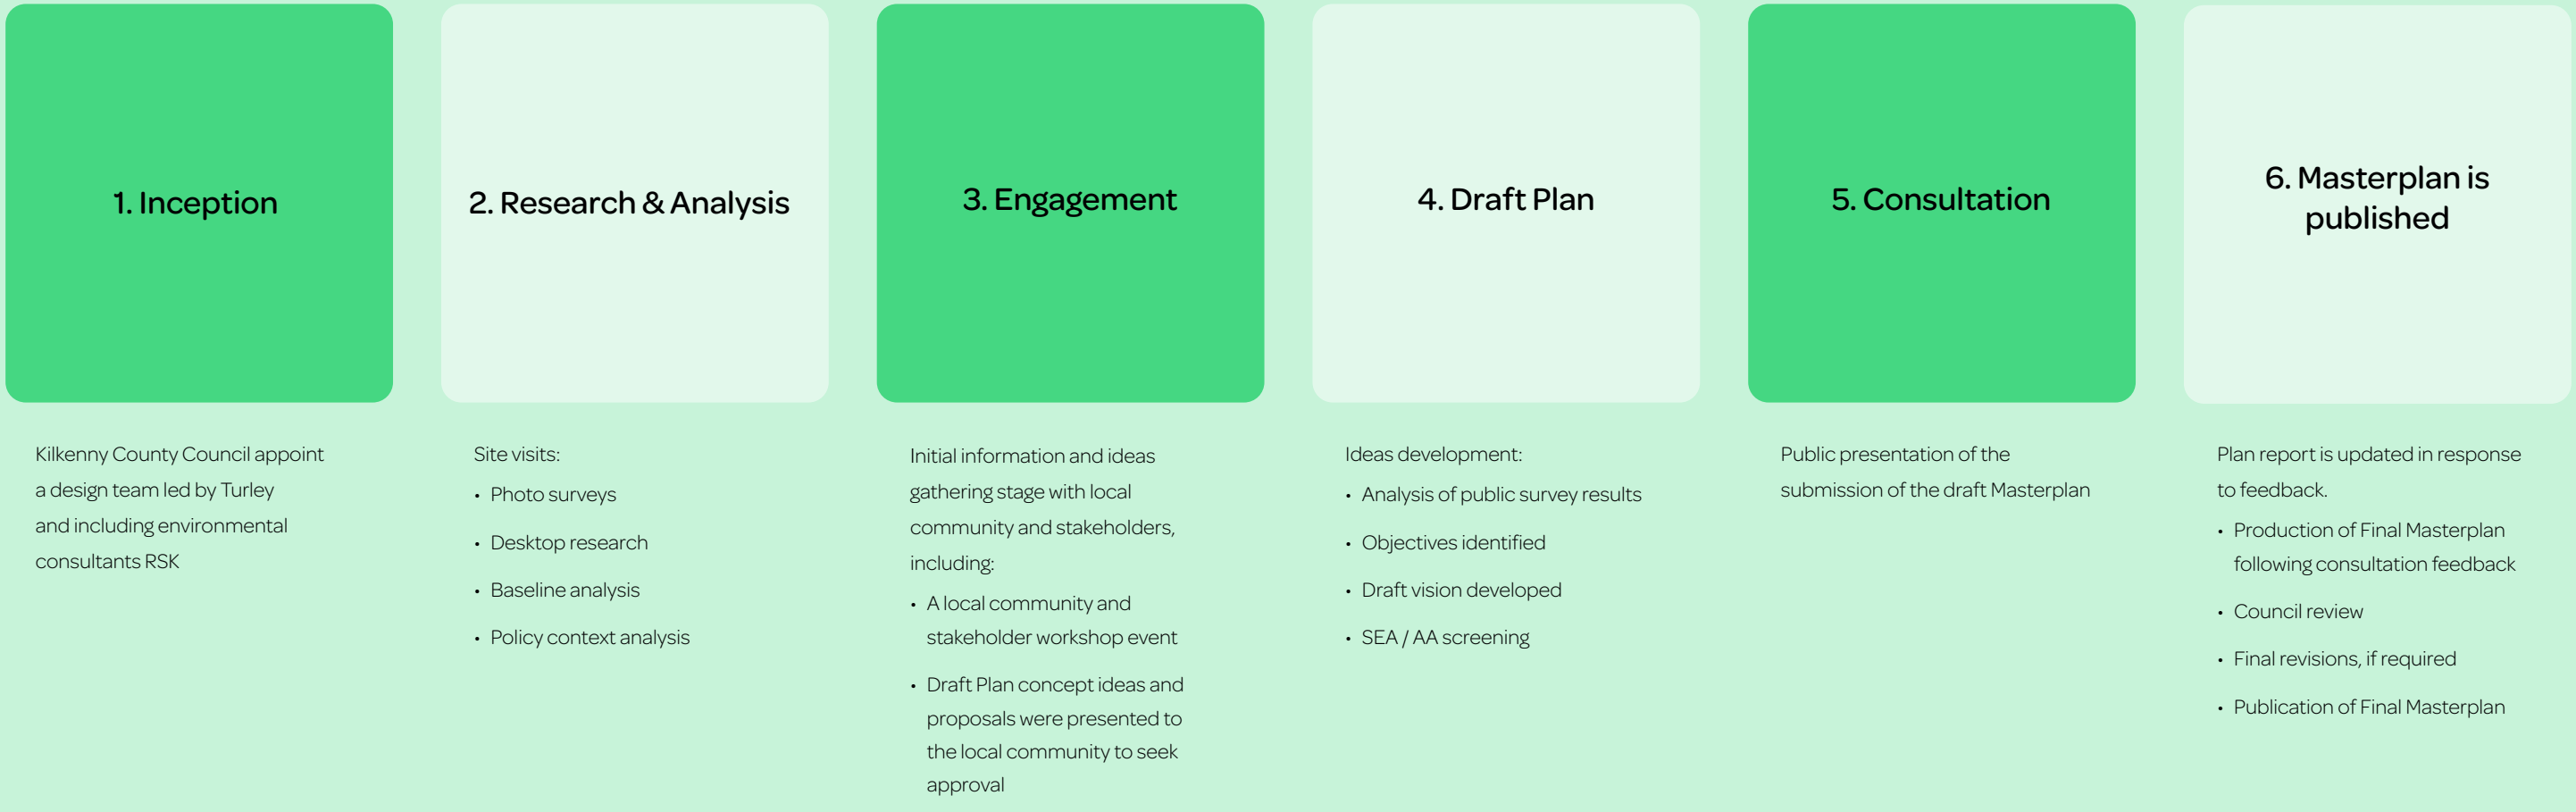 1. Inception
Kilkenny County Council appoint
a design team led by Turley
and including environmental
consultants RSK
2. Research & Analysis
Site visits:
• Photo surveys
• Desktop research
• Baseline analysis
• Policy context analysis
3. Engagement
Initial information and ideas
gathering stage with local
community and stakeholders,
including:
• A local community and
stakeholder workshop event
• Draft Plan concept ideas and
proposals were presented to
the local community to seek
approval
4. Draft Plan
Ideas development:
• Analysis of public survey results
• Objectives identified
• Draft vision developed
• SEA / AA screening
5. Consultation
Public presentation of the
submission of the draft Masterplan
6. Masterplan is
published
Plan report is updated in response
to feedback.
• Production of Final Masterplan
following consultation feedback
• Council review
• Final revisions, if required
• Publication of Final Masterplan